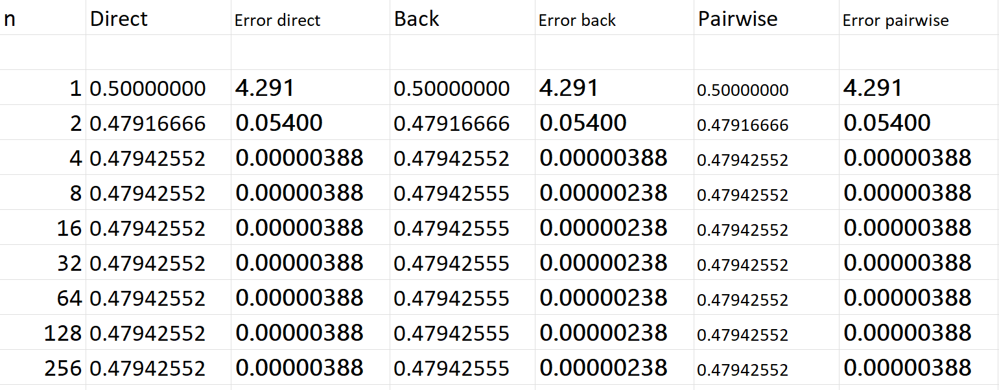 n Direct Error direct Back Error back Pairwise Error pairwise
1 0.50000000 4.291 0.50000000 4.291 0.50000000 4.291
2 0.47916666 0.05400 0.47916666 0.05400 0.47916666 0.05400
4 0.47942552 0.00000388 0.47942552 0.00000388 0.47942552 0.00000388
8 0.47942552 0.00000388 0.47942555 0.00000238 0.47942552 0.00000388
16 0.47942552 0.00000388 0.47942555 0.00000238 0.47942552 0.00000388
32 0.47942552 0.00000388 0.47942555 0.00000238 0.47942552 0.00000388
64 0.47942552 0.00000388 0.47942555 0.00000238 0.47942552 0.00000388
128 0.47942552 0.00000388 0.47942555 0.00000238 0.47942552 0.00000388
256 0.47942552 0.00000388 0.47942555 0.00000238 0.47942552 0.00000388